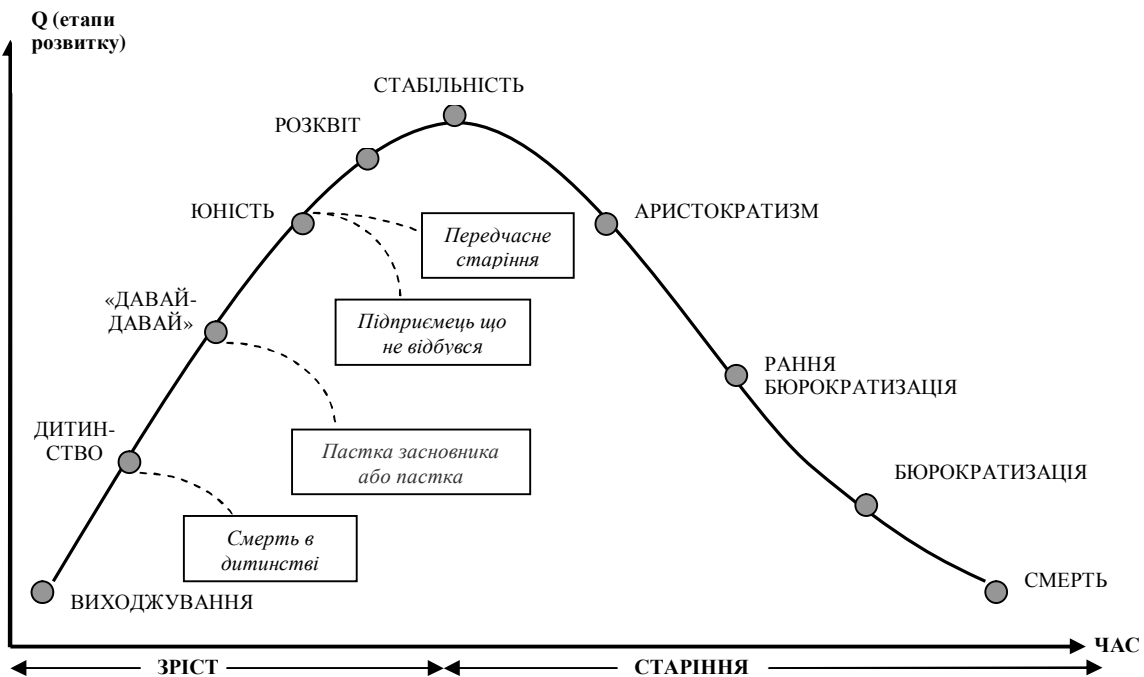 Q (етапи
розвитку)
СТАБІЛЬНІСТЬ
РОЗКВІТ
ЮНІСТЬ
АРИСТОКРАТИЗМ
Передчасне
старіння
«ДАВАЙ-
ДАВАЙ»
Підприємець що
не відбувся
РАННЯ
БЮРОКРАТИЗАЦІЯ
ДИТИН-
СТВО
Пастка засновника
або пастка
БЮРОКРАТИЗАЦІЯ
Смерть в
дитинстві
СМЕРТЬ
ВИХОДЖУВАННЯ
ЧАС
ЗРІСТ
СТАРІННЯ